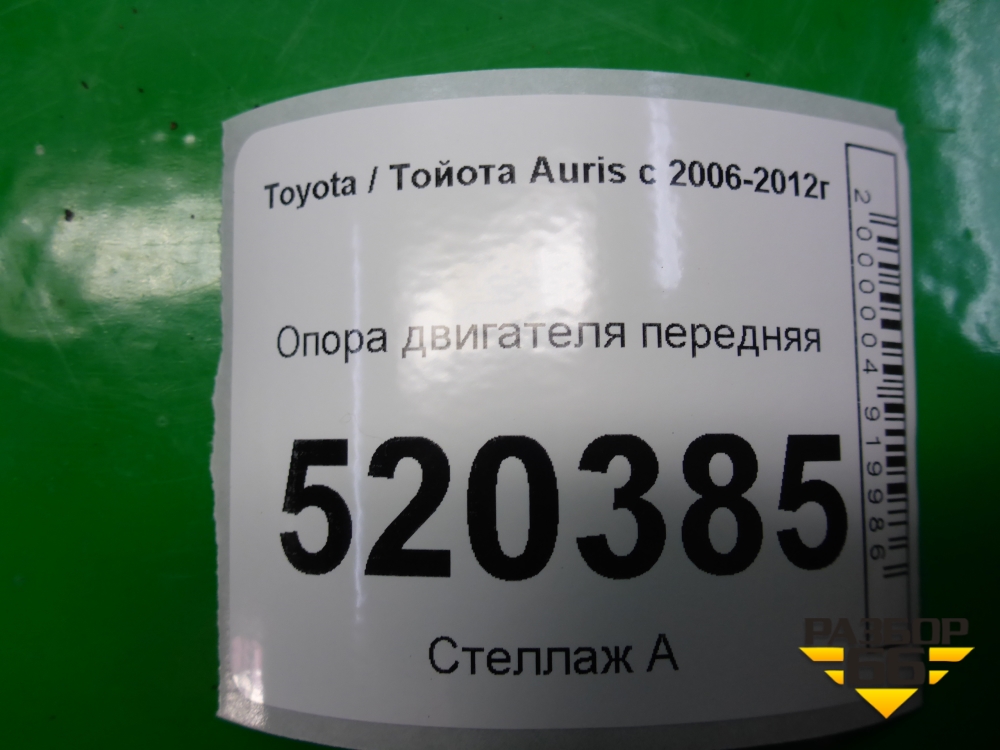 Toyota / Тойота Auris с 2006-2012г
Опора двигателя передняя
520385
Стеллаж А
2000004919986
РАЗБОР
66